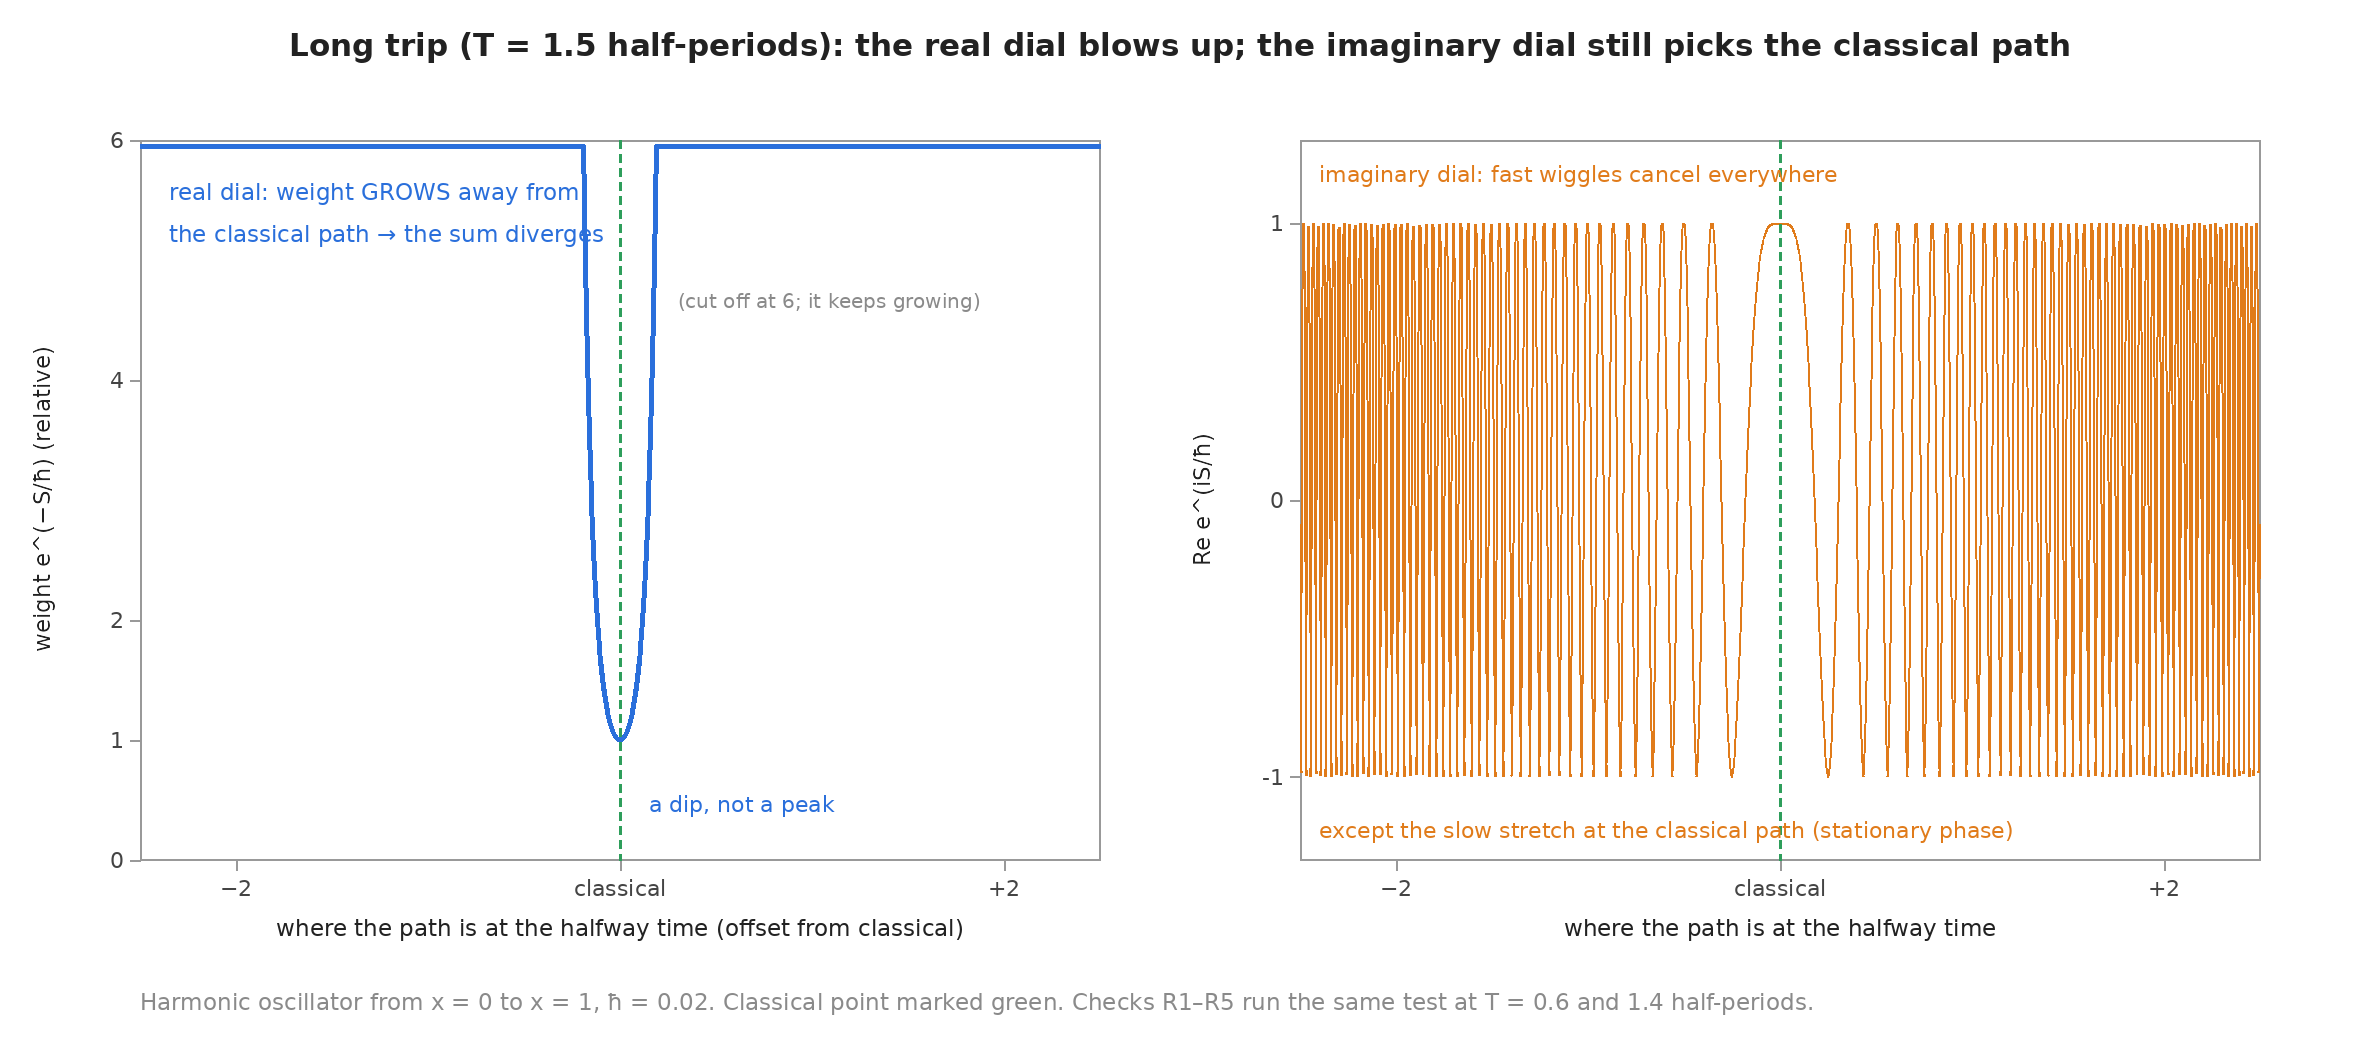 Long trip (T = 1.5 half-periods): the real dial blows up; the imaginary dial still picks the classical path
6
4
2
1
0
weight e^(−S/ħ) (relative)
real dial: weight GROWS away from
the classical path → the sum diverges
(cut off at 6; it keeps growing)
a dip, not a peak
−2
classical
+2
where the path is at the halfway time (offset from classical)
1
0
-1
Re e^(iS/ħ)
imaginary dial: fast wiggles cancel everywhere
except the slow stretch at the classical path (stationary phase)
−2
classical
+2
where the path is at the halfway time
Harmonic oscillator from x = 0 to x = 1, ħ = 0.02. Classical point marked green. Checks R1–R5 run the same test at T = 0.6 and 1.4 half-periods.